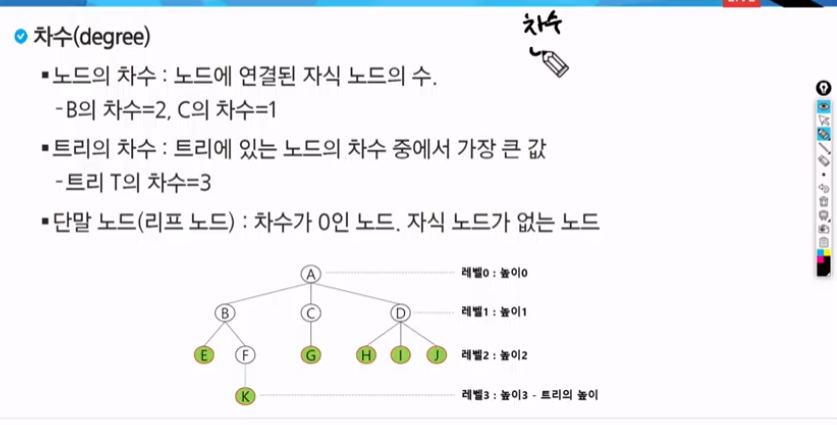 차수
차수(degree)
▪노드의 차수 : 노드에 연결된 자식 노드의 수.
-B의 차수=2, C의 차수=1
▪트리의 차수 : 트리에 있는 노드의 차수 중에서 가장 큰 값
-트리 T의 차수=3
▪단말 노드(리프 노드) : 차수가 0인 노드. 자식 노드가 없는 노드
A 레벨0 : 높이0
B C D 레벨1 : 높이1
E F G H I J 레벨2 : 높이2
K 레벨3 : 높이3 - 트리의 높이